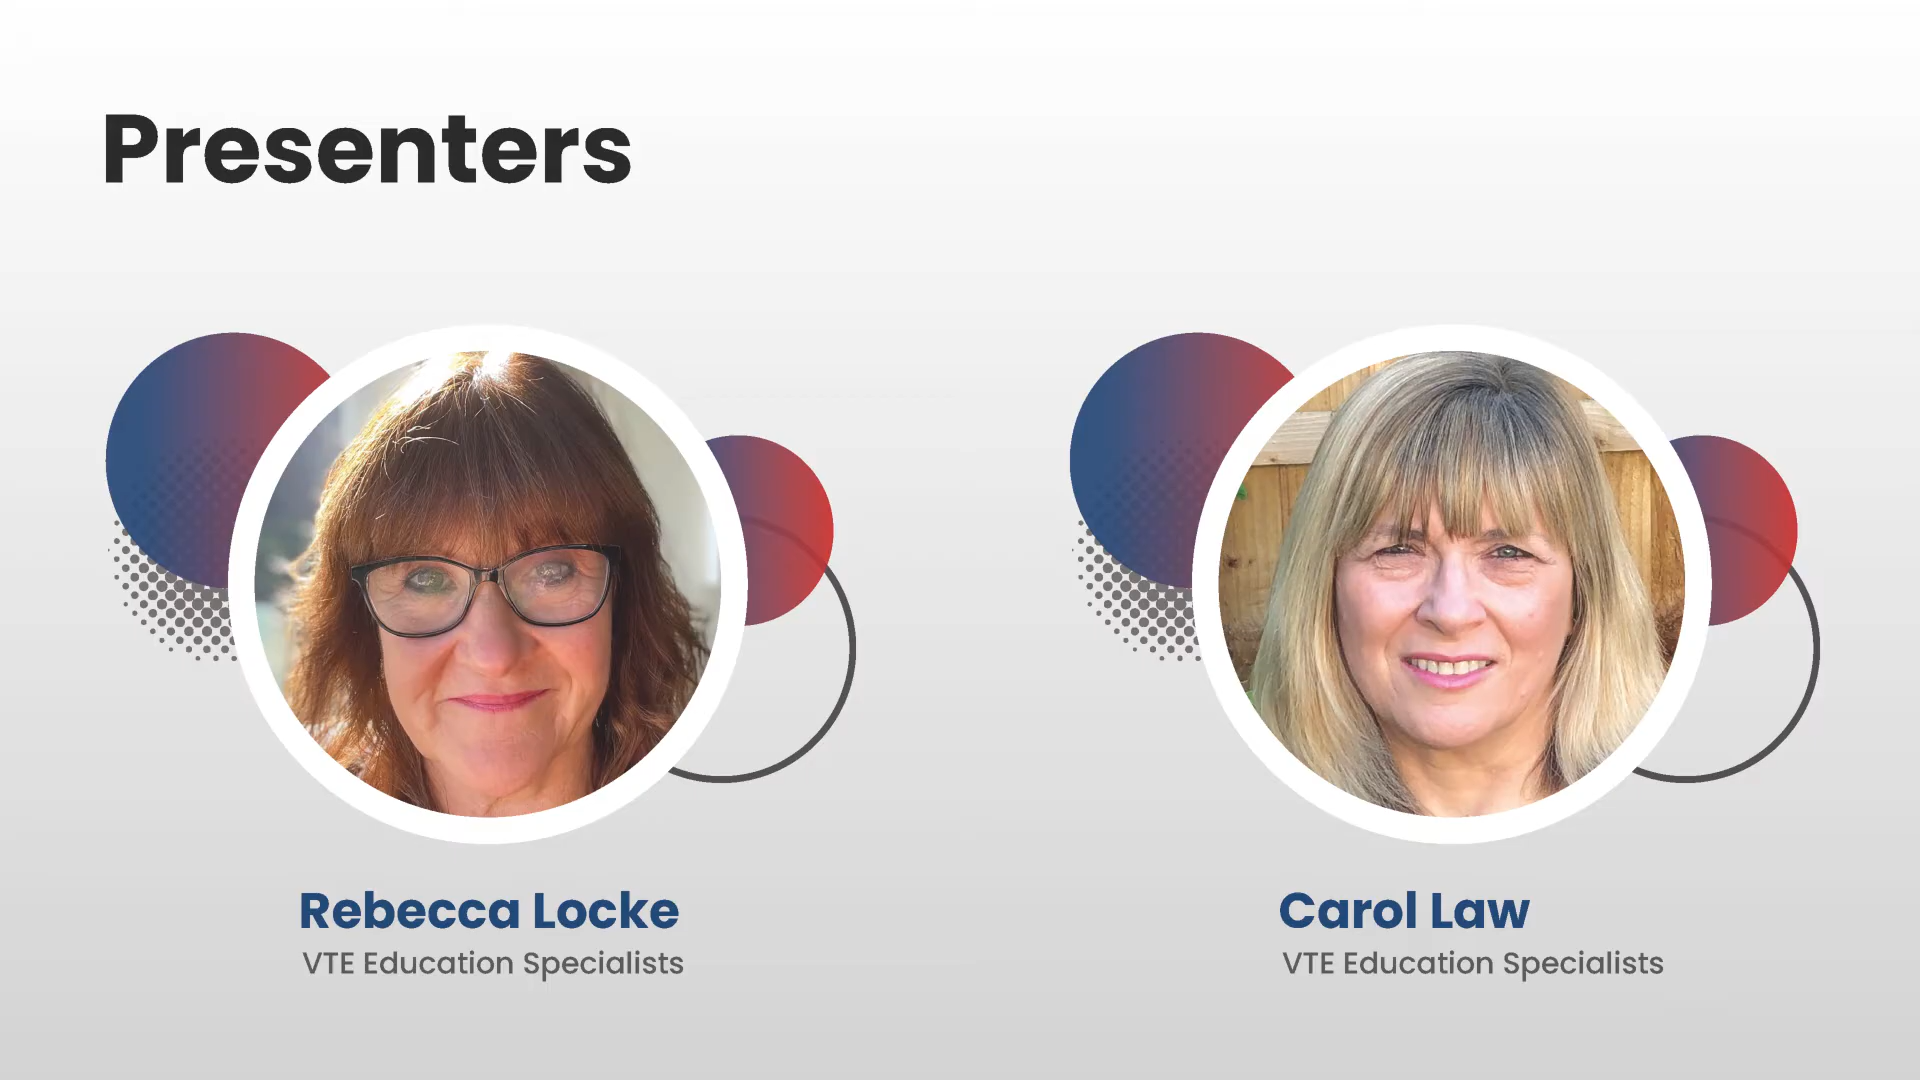 Presenters
Rebecca Locke
VTE Education Specialists
Carol Law
VTE Education Specialists